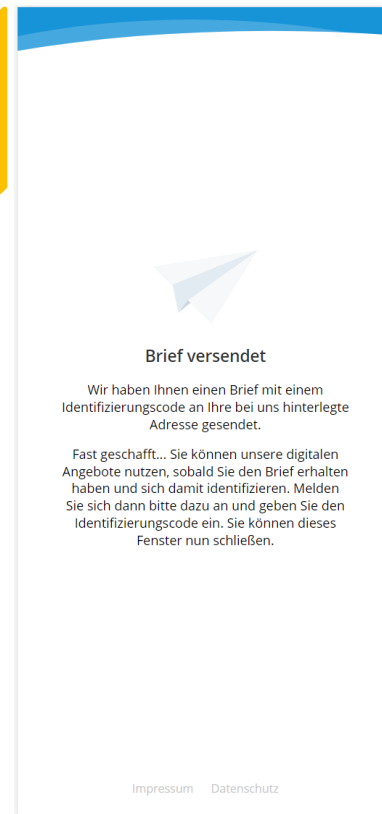 Brief versendet
Wir haben Ihnen einen Brief mit einem
Identifizierungscode an Ihre bei uns hinterlegte
Adresse gesendet.
Fast geschafft... Sie können unsere digitalen
Angebote nutzen, sobald Sie den Brief erhalten
haben und sich damit identifizieren. Melden
Sie sich dann bitte dazu an und geben Sie den
Identifizierungscode ein. Sie können dieses
Fenster nun schließen.
Impressum Datenschutz